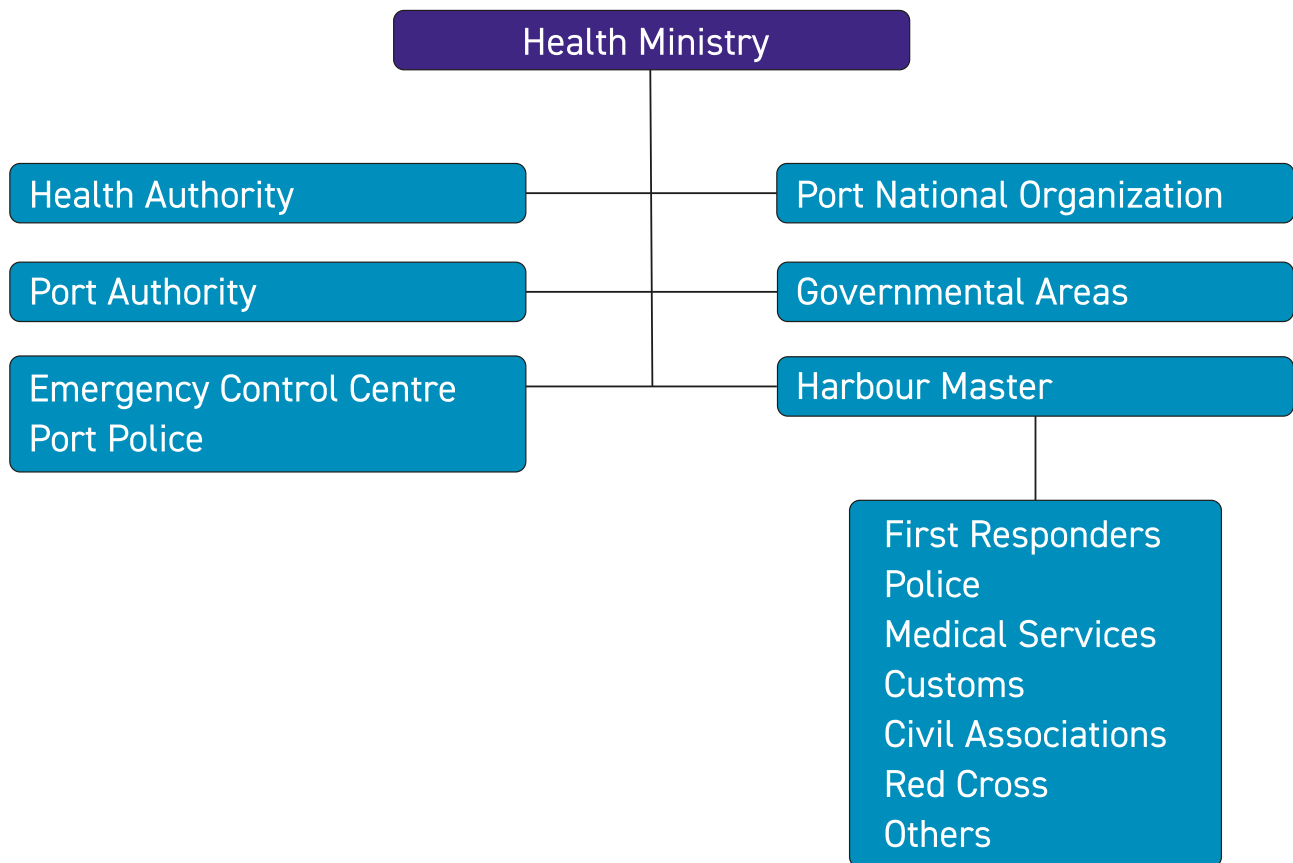 Health Ministry
Health Authority
Port National Organization
Port Authority
Governmental Areas
Emergency Control Centre
Port Police
Harbour Master
First Responders
Police
Medical Services
Customs
Civil Associations
Red Cross
Others